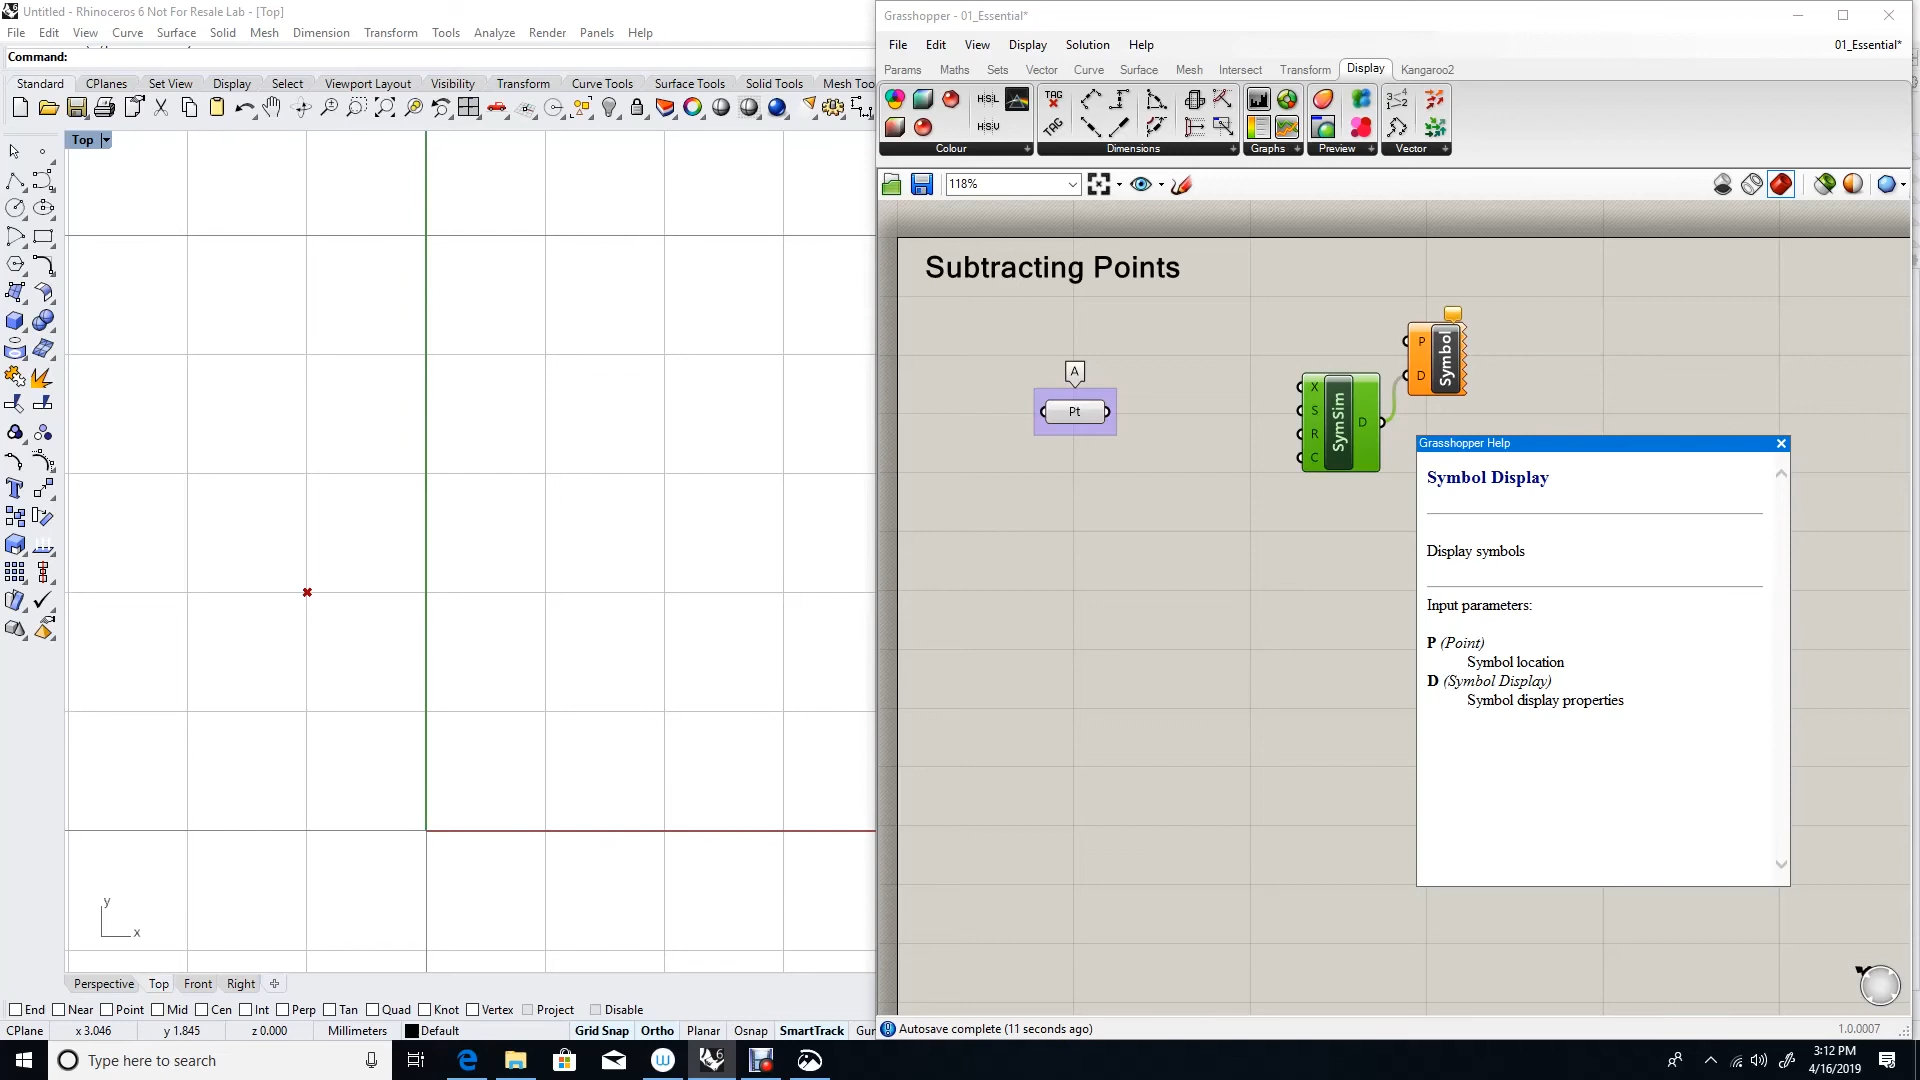 Untitled - Rhinoceros 6 Not For Resale Lab - [Top]
File Edit View Curve Surface Solid Mesh Dimension Transform Tools Analyze Render Panels Help
Command:
Standard CPlanes Set View Display Select Viewport Layout Visibility Transform Curve Tools Surface Tools Solid Tools Mesh Too
Top
y
x
Perspective Top Front Right
End Near Point Mid Cen Int Perp Tan Quad Knot Vertex Project Disable
CPlane x 3.046 y 1.845 z 0.000 Millimeters Default Grid Snap Ortho Planar Osnap SmartTrack Gum
Grasshopper - 01_Essential*
File Edit View Display Solution Help 01_Essential*
Params Maths Sets Vector Curve Surface Mesh Intersect Transform Display Kangaroo2
H·S·L
H·S·V
TAG
TAG
Colour Dimensions Graphs Preview Vector
118%
Subtracting Points
A
Pt
X
S
R
C
SymSim
D
P
D
Symbol
Grasshopper Help
Symbol Display
Display symbols
Input parameters:
P (Point)
Symbol location
D (Symbol Display)
Symbol display properties
Autosave complete (11 seconds ago) 1.0.0007
Type here to search
3:12 PM
4/16/2019